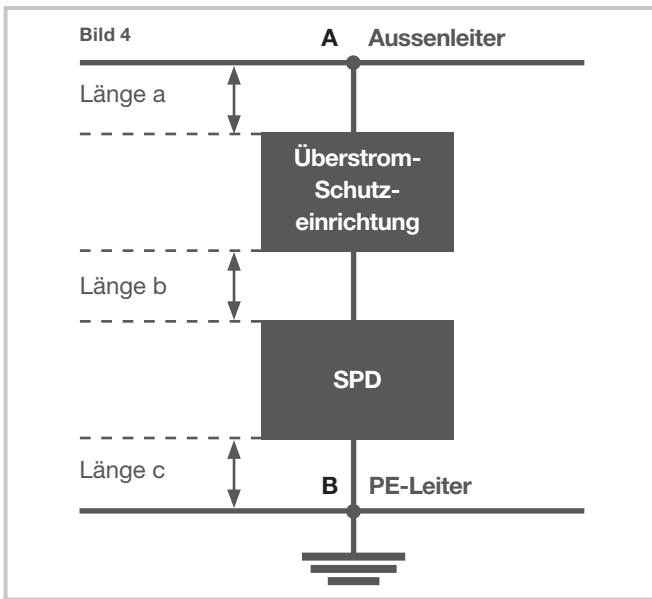 Bild 4
A Aussenleiter
Länge a
Überstrom-
Schutz-
einrichtung
Länge b
SPD
Länge c
B PE-Leiter